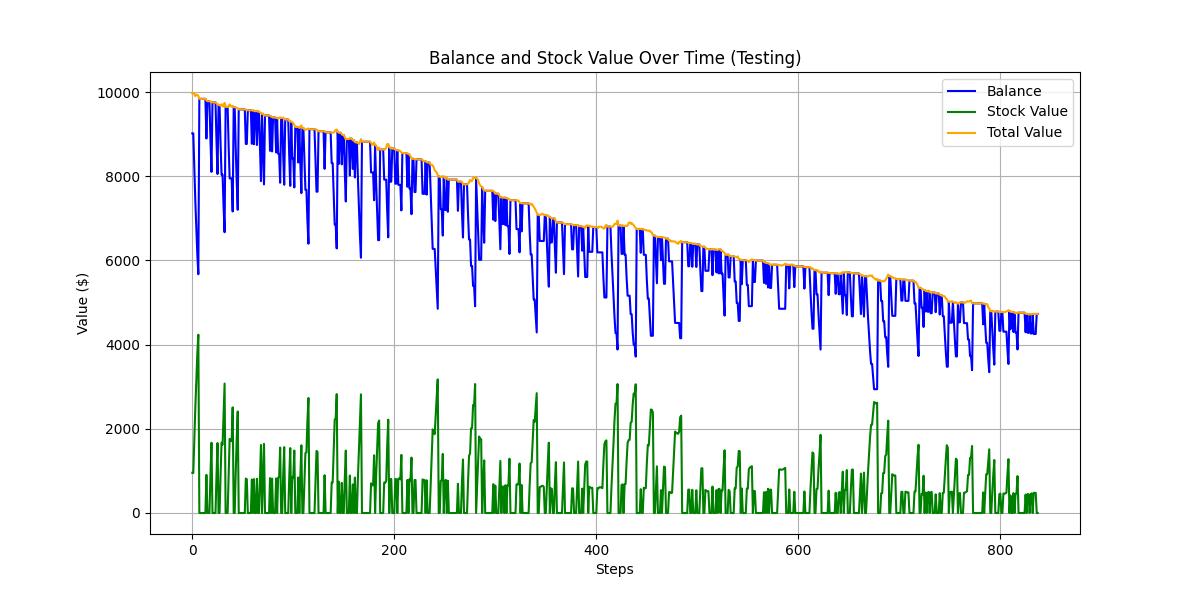 Balance and Stock Value Over Time (Testing)
Balance
Stock Value
Total Value
Value ($)
10000
8000
6000
4000
2000
0
0 200 400 600 800
Steps